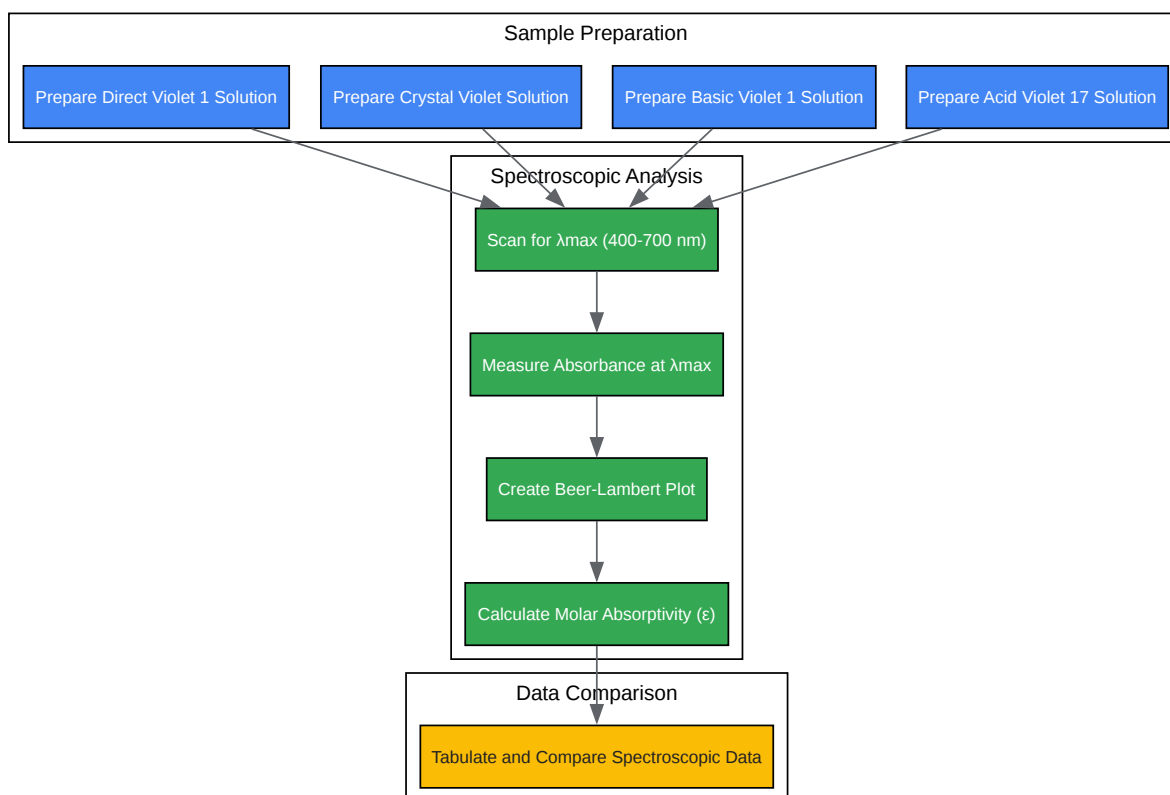 Sample Preparation
Prepare Direct Violet 1 Solution
Prepare Crystal Violet Solution
Prepare Basic Violet 1 Solution
Prepare Acid Violet 17 Solution
Spectroscopic Analysis
Scan for λmax (400-700 nm)
Measure Absorbance at λmax
Create Beer-Lambert Plot
Calculate Molar Absorptivity (ε)
Data Comparison
Tabulate and Compare Spectroscopic Data